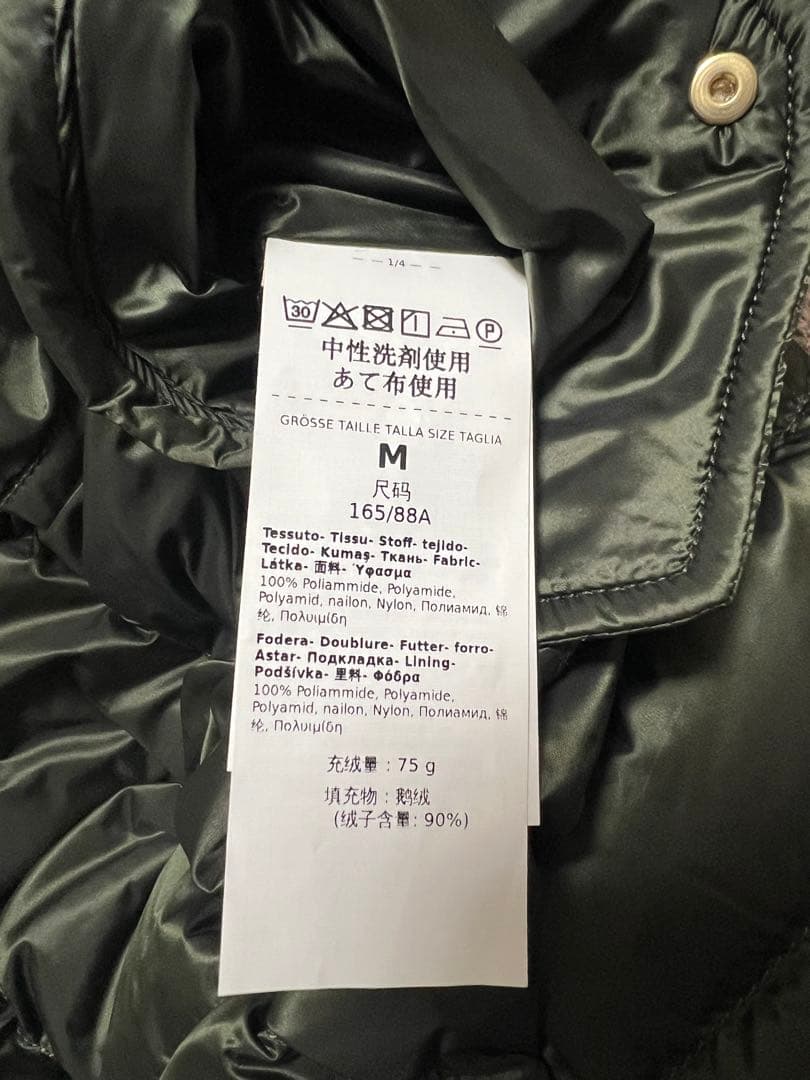 1/4
30 P
中性洗剤使用
あて布使用
GRÖSSE TAILLE TALLA SIZE TAGLIA
M
尺码
165/88A
Tessuto- Tissu- Stoff- tejido-
Tecido- Kumaş- Ткань- Fabric-
Látka- 面料- Ύφασμα
100% Poliammide, Polyamide,
Polyamid, nailon, Nylon, Полиамид, 锦
纶, Πολυιμίδη
Fodera- Doublure- Futter- forro-
Astar- Подкладка- Lining-
Podšívka- 里料- Φόδρα
100% Poliammide, Polyamide,
Polyamid, nailon, Nylon, Полиамид, 锦
纶, Πολυιμίδη
充绒量 : 75 g
填充物 : 鹅绒
(绒子含量: 90%)